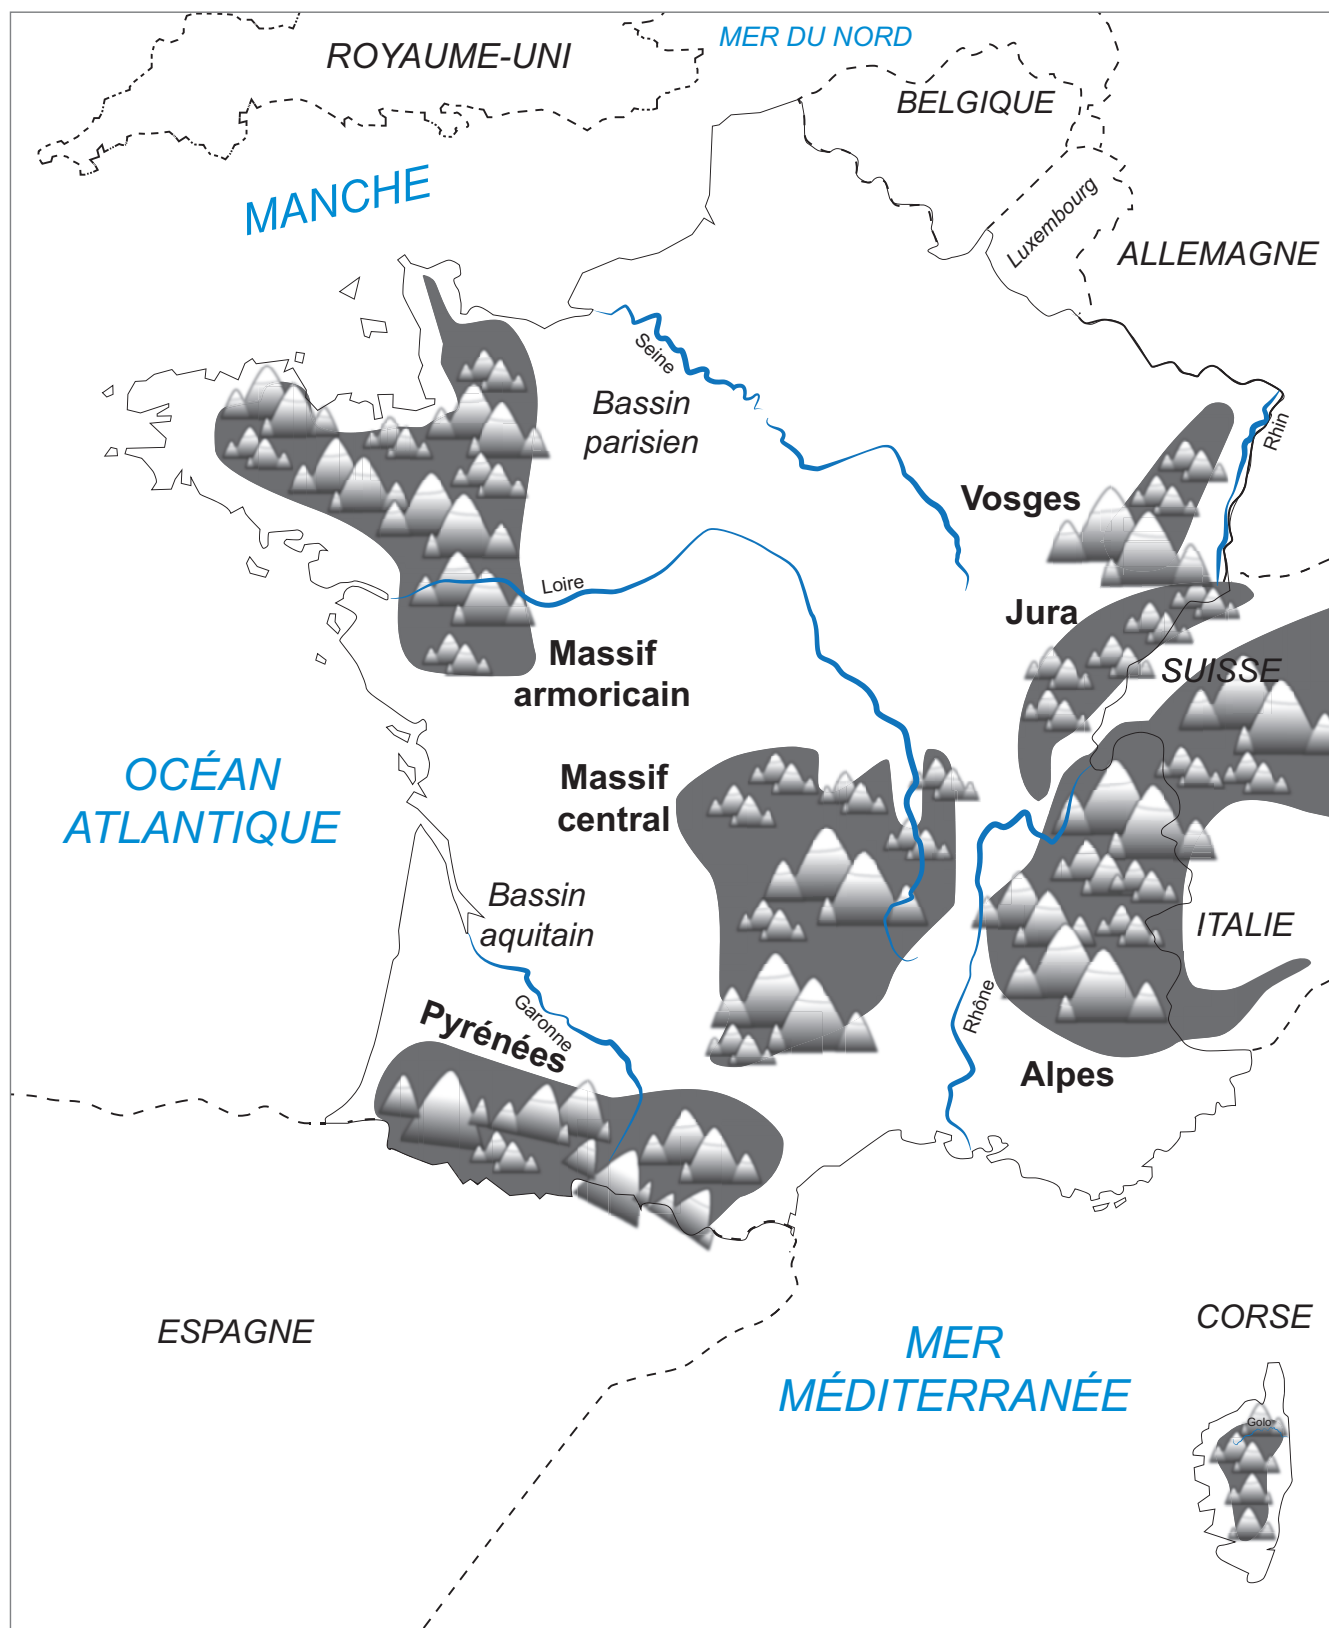 ROYAUME-UNI
MER DU NORD
BELGIQUE
MANCHE
Luxembourg
ALLEMAGNE
Seine
Bassin
parisien
Rhin
Vosges
Loire
Jura
Massif
armoricain
SUISSE
OCÉAN
ATLANTIQUE
Massif
central
Bassin
aquitain
ITALIE
Garonne
Rhône
Pyrénées
Alpes
ESPAGNE
MER
MÉDITERRANÉE
CORSE
Golo